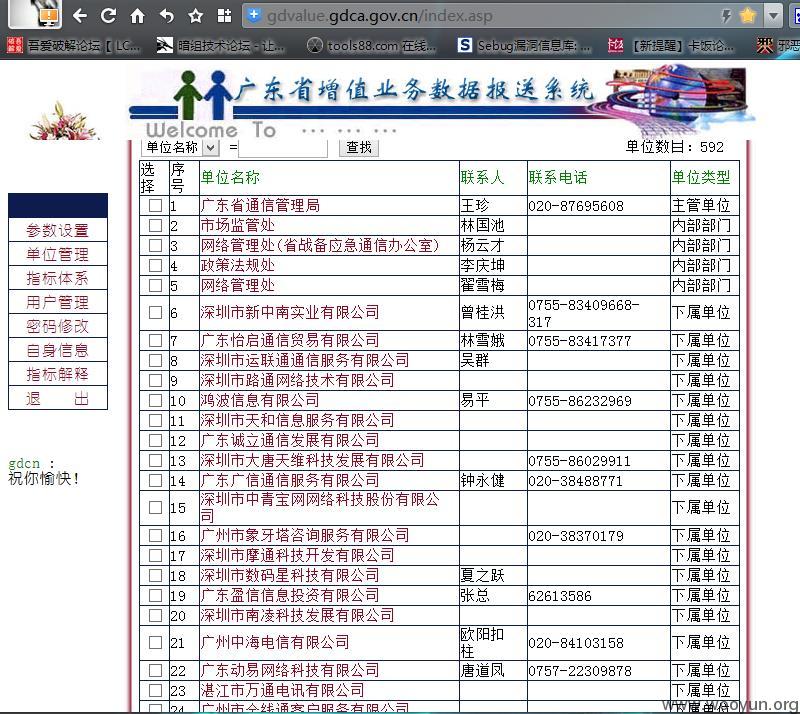 gdvalue.gdca.gov.cn/index.asp
吾爱破解论坛【LC... 暗组技术论坛 - 让... tools88.com 在线... Sebug漏洞信息库: ... 【新提醒】卡饭论... 邪恶
广东省增值业务数据报送系统
Welcome To ... ... ...
单位名称 = 查找 单位数目: 592
选择 序号 单位名称 联系人 联系电话 单位类型
1 广东省通信管理局 王珍 020-87695608 主管单位
2 市场监管处 林国池 内部部门
3 网络管理处(省战备应急通信办公室) 杨云才 内部部门
4 政策法规处 李庆坤 内部部门
5 网络管理处 翟雪梅 内部部门
6 深圳市新中南实业有限公司 曾桂洪 0755-83409668-317 下属单位
7 广东怡启通信贸易有限公司 林雪娥 0755-83417377 下属单位
8 深圳市运联通通信服务有限公司 吴群 下属单位
9 深圳市路通网络技术有限公司 下属单位
10 鸿波信息有限公司 易平 0755-86232969 下属单位
11 深圳市天和信息服务有限公司 下属单位
12 广东诚立通信发展有限公司 下属单位
13 深圳市大唐天维科技发展有限公司 0755-86029911 下属单位
14 广东广信通信服务有限公司 钟永健 020-38488771 下属单位
15 深圳市中青宝网网络科技股份有限公司 下属单位
16 广州市象牙塔咨询服务有限公司 020-38370179 下属单位
17 深圳市摩通科技开发有限公司 下属单位
18 深圳市数码星科技有限公司 夏之跃 下属单位
19 广东盈信信息投资有限公司 张总 62613586 下属单位
20 深圳市南凌科技发展有限公司 下属单位
21 广州中海电信有限公司 欧阳扣柱 020-84103158 下属单位
22 广东动易网络科技有限公司 唐道凤 0757-22309878 下属单位
23 湛江市万通电讯有限公司 下属单位
24 广州市全线通客户服务有限公司 下属单位
参数设置
单位管理
指标体系
用户管理
密码修改
自身信息
指标解释
退 出
gdcn :
祝你愉快!
www.wooyun.org